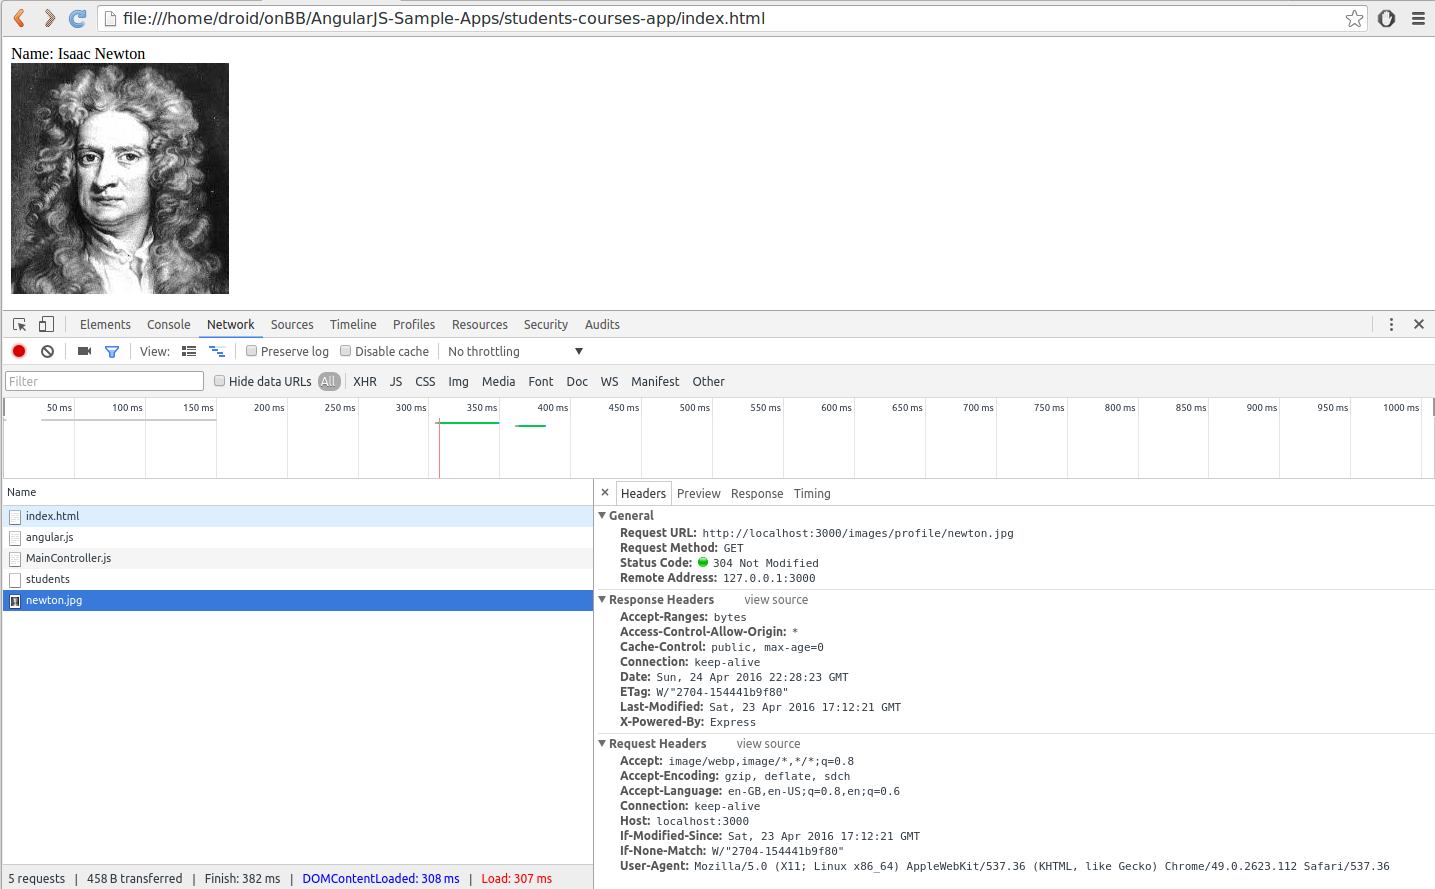 file:///home/droid/onBB/AngularJS-Sample-Apps/students-courses-app/index.html
Name: Isaac Newton
Elements Console Network Sources Timeline Profiles Resources Security Audits
View: Preserve log Disable cache No throttling
Filter Hide data URLs All XHR JS CSS Img Media Font Doc WS Manifest Other
50 ms 100 ms 150 ms 200 ms 250 ms 300 ms 350 ms 400 ms 450 ms 500 ms 550 ms 600 ms 650 ms 700 ms 750 ms 800 ms 850 ms 900 ms 950 ms 1000 ms
Name
index.html
angular.js
MainController.js
students
newton.jpg
5 requests | 458 B transferred | Finish: 382 ms | DOMContentLoaded: 308 ms | Load: 307 ms
× Headers Preview Response Timing
General
Request URL: http://localhost:3000/images/profile/newton.jpg
Request Method: GET
Status Code: 304 Not Modified
Remote Address: 127.0.0.1:3000
Response Headers view source
Accept-Ranges: bytes
Access-Control-Allow-Origin: *
Cache-Control: public, max-age=0
Connection: keep-alive
Date: Sun, 24 Apr 2016 22:28:23 GMT
ETag: W/"2704-154441b9f80"
Last-Modified: Sat, 23 Apr 2016 17:12:21 GMT
X-Powered-By: Express
Request Headers view source
Accept: image/webp,image/*,*/*;q=0.8
Accept-Encoding: gzip, deflate, sdch
Accept-Language: en-GB,en-US;q=0.8,en;q=0.6
Connection: keep-alive
Host: localhost:3000
If-Modified-Since: Sat, 23 Apr 2016 17:12:21 GMT
If-None-Match: W/"2704-154441b9f80"
User-Agent: Mozilla/5.0 (X11; Linux x86_64) AppleWebKit/537.36 (KHTML, like Gecko) Chrome/49.0.2623.112 Safari/537.36